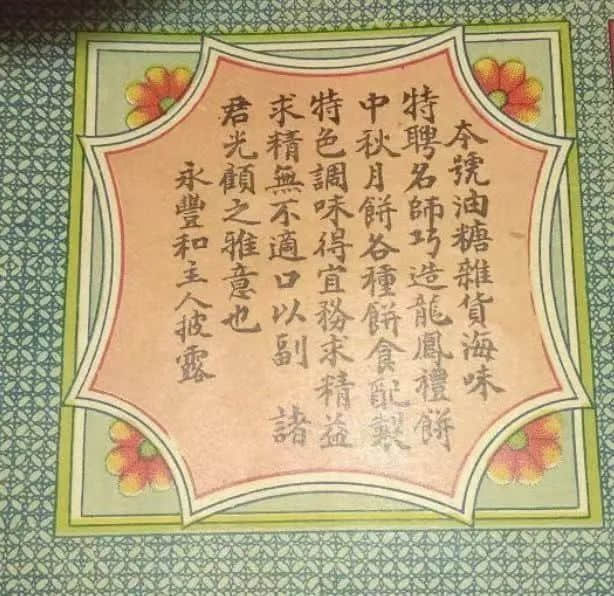 本號油糖雜貨海味
特聘名師巧造龍鳳禮餅
中秋月餅各種餅食配製
特色調味得宜務求精益
求精無不適口以副 諸
君光顧之雅意也
永豐和主人披露